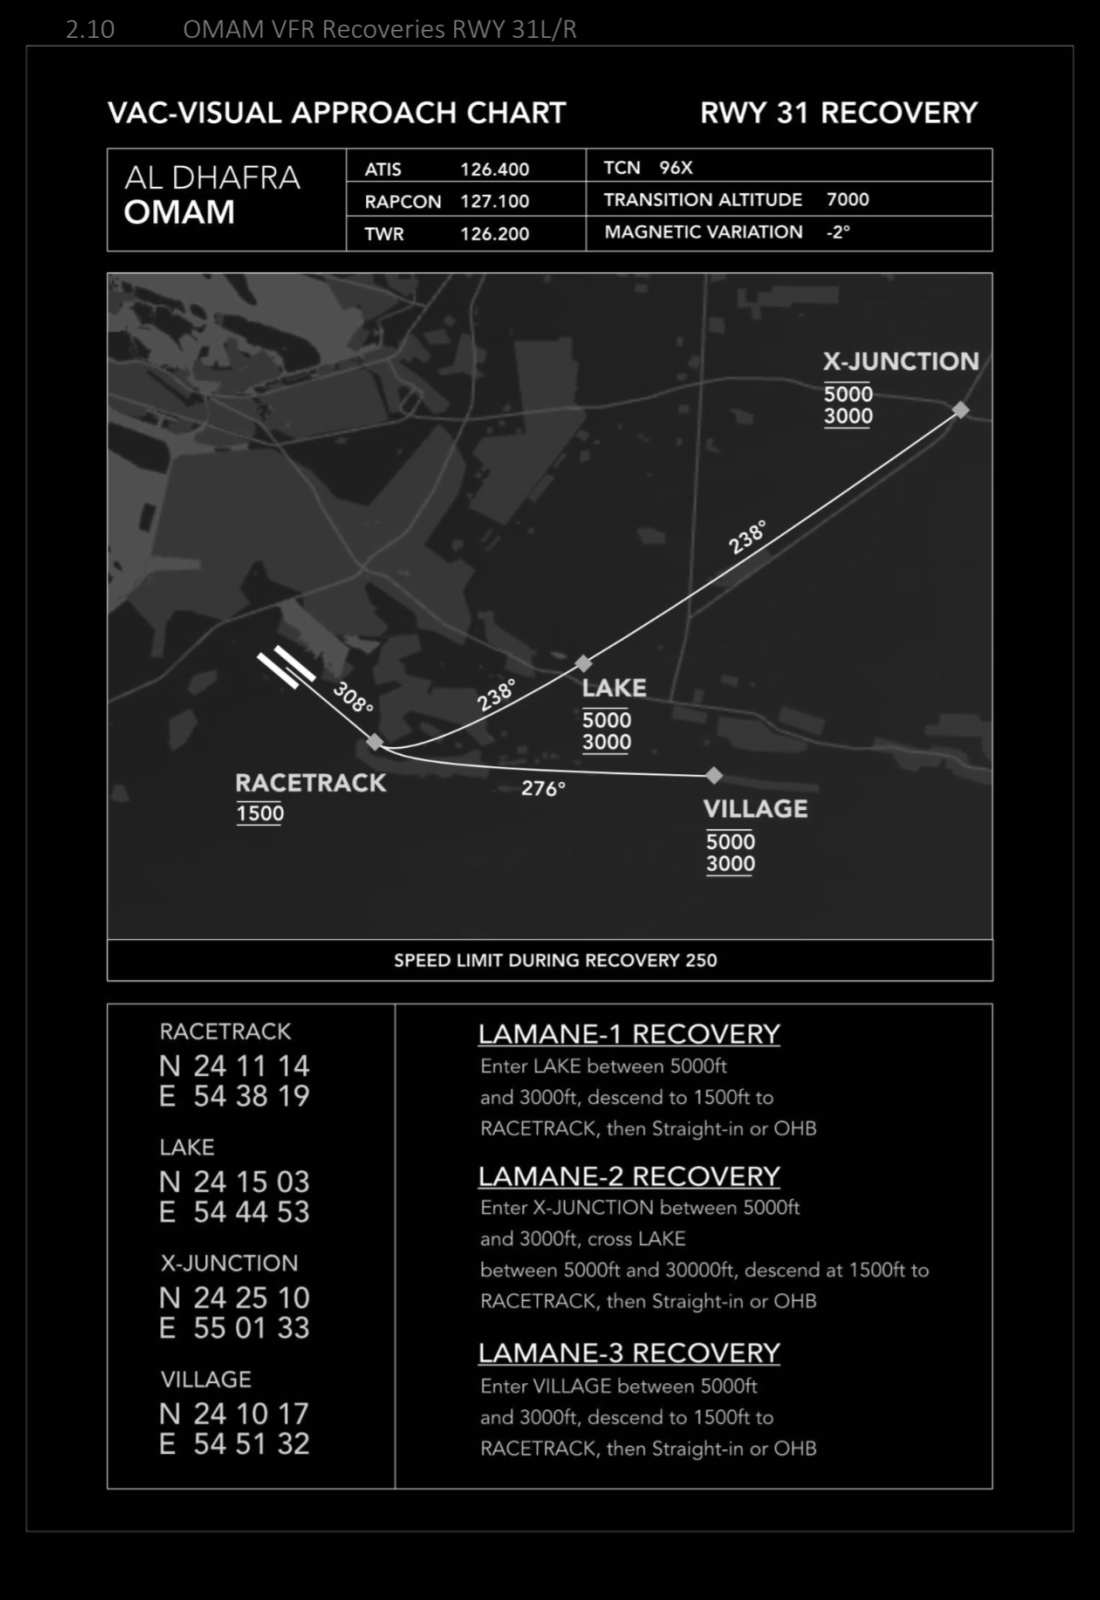 2.10 OMAM VFR Recoveries RWY 31L/R
VAC-VISUAL APPROACH CHART RWY 31 RECOVERY
AL DHAFRA
OMAM
ATIS 126.400
RAPCON 127.100
TWR 126.200
TCN 96X
TRANSITION ALTITUDE 7000
MAGNETIC VARIATION -2°
X-JUNCTION
5000
3000
238°
LAKE
5000
3000
238°
308°
RACETRACK
1500
276°
VILLAGE
5000
3000
SPEED LIMIT DURING RECOVERY 250
RACETRACK
N 24 11 14
E 54 38 19
LAKE
N 24 15 03
E 54 44 53
X-JUNCTION
N 24 25 10
E 55 01 33
VILLAGE
N 24 10 17
E 54 51 32
LAMANE-1 RECOVERY
Enter LAKE between 5000ft
and 3000ft, descend to 1500ft to
RACETRACK, then Straight-in or OHB
LAMANE-2 RECOVERY
Enter X-JUNCTION between 5000ft
and 3000ft, cross LAKE
between 5000ft and 30000ft, descend at 1500ft to
RACETRACK, then Straight-in or OHB
LAMANE-3 RECOVERY
Enter VILLAGE between 5000ft
and 3000ft, descend to 1500ft to
RACETRACK, then Straight-in or OHB